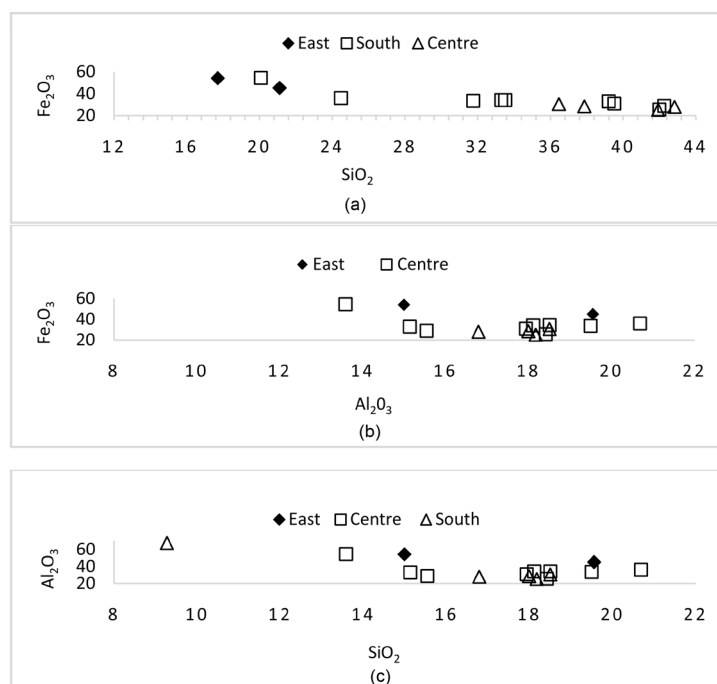 East South Centre
Fe₂O₃
60
40
20
12 16 20 24 28 32 36 40 44
SiO₂
(a)
East Centre
Fe₂O₃
60
40
20
8 10 12 14 16 18 20 22
Al₂0₃
(b)
East Centre South
Al₂O₃
60
40
20
8 10 12 14 16 18 20 22
SiO₂
(c)